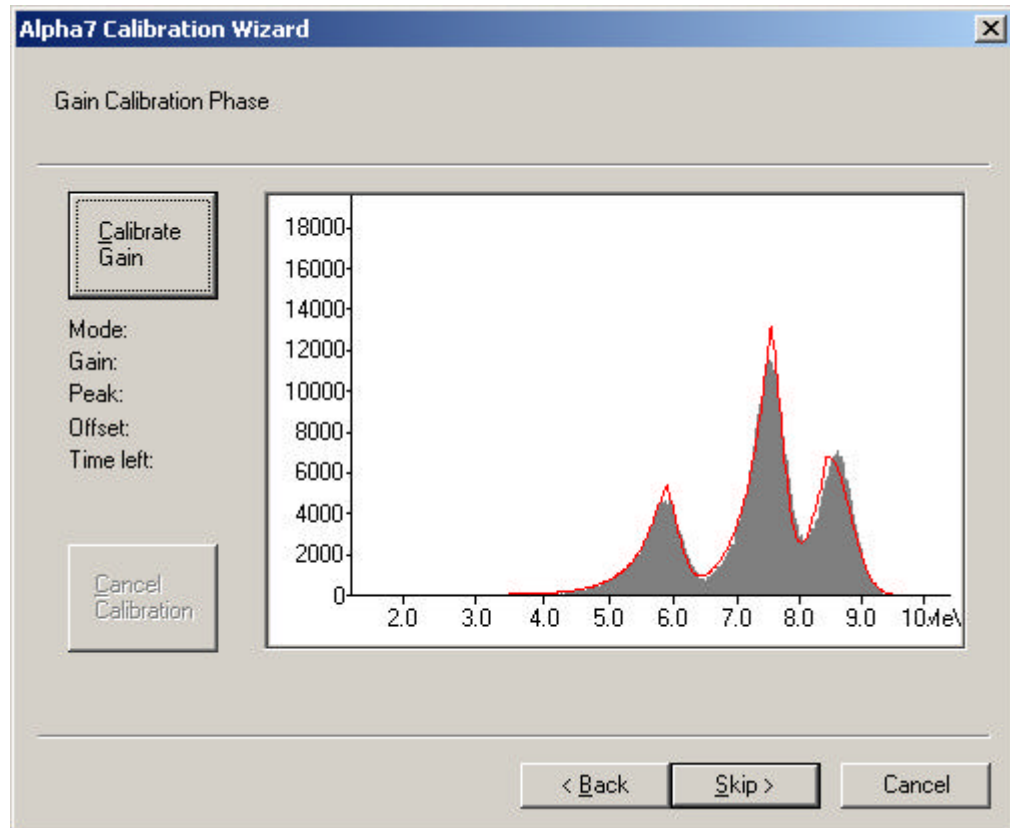 Alpha7 Calibration Wizard
Gain Calibration Phase
Calibrate
Gain
Mode:
Gain:
Peak:
Offset:
Time left:
Cancel
Calibration
18000
16000
14000
12000
10000
8000
6000
4000
2000
0
2.0 3.0 4.0 5.0 6.0 7.0 8.0 9.0
< Back
Skip >
Cancel